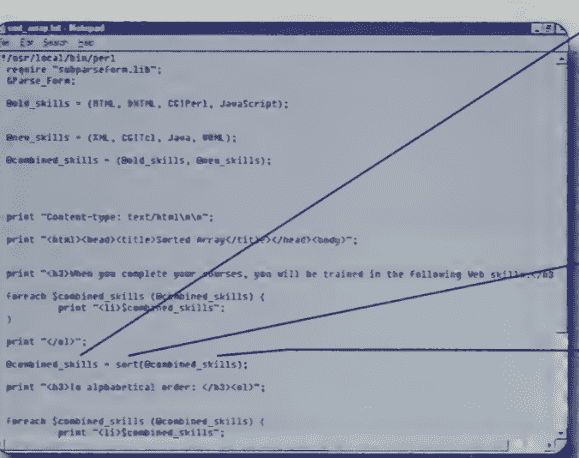 sort_array.txt - Notepad
File Edit Search Help
!/usr/local/bin/perl
require "subparseform.lib";
&Parse_Form;
@old_skills = (HTML, DHTML, CGIPerl, JavaScript);
@new_skills = (XML, CGITcl, Java, WAML);
@combined_skills = (@old_skills, @new_skills);
print "Content-type: text/html\n\n";
print "<html><head><title>Sorted Array</title></head><body>";
print "<h3>When you complete your courses, you will be trained in the following Web skills:</h3
foreach $combined_skills (@combined_skills) {
print "<li>$combined_skills";
}
print "</ol>";
@combined_skills = sort(@combined_skills);
print "<h3>In alphabetical order: </h3><ol>";
foreach $combined_skills (@combined_skills) {
print "<li>$combined_skills";